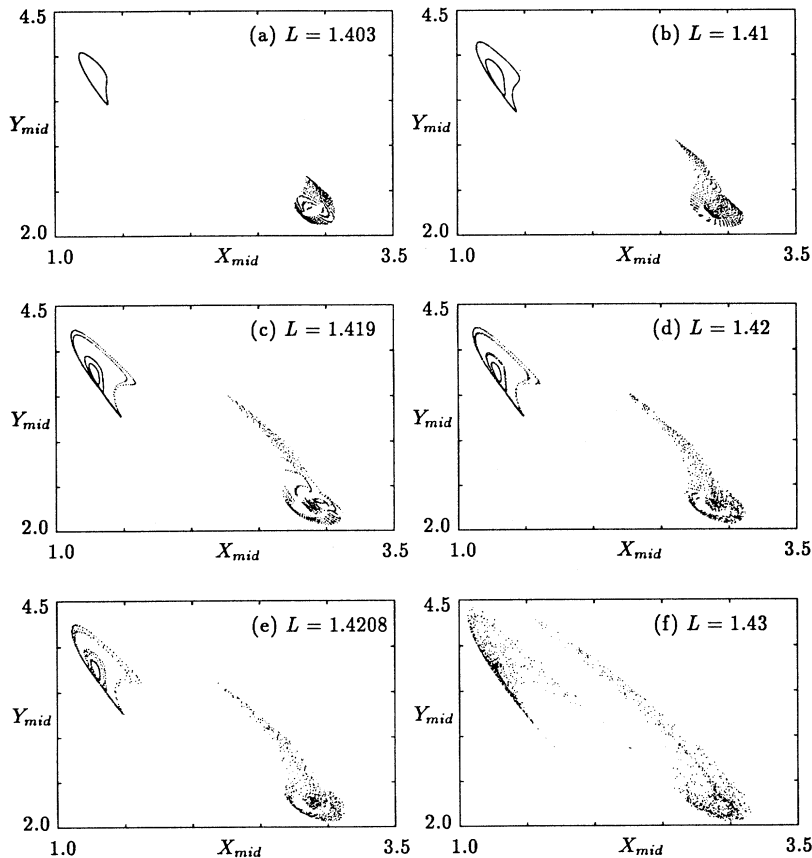 4.5
(a) L = 1.403
Y_mid
2.0
1.0
X_mid
3.5
4.5
(b) L = 1.41
Y_mid
2.0
1.0
X_mid
3.5
4.5
(c) L = 1.419
Y_mid
2.0
1.0
X_mid
3.5
4.5
(d) L = 1.42
Y_mid
2.0
1.0
X_mid
3.5
4.5
(e) L = 1.4208
Y_mid
2.0
1.0
X_mid
3.5
4.5
(f) L = 1.43
Y_mid
2.0
1.0
X_mid
3.5